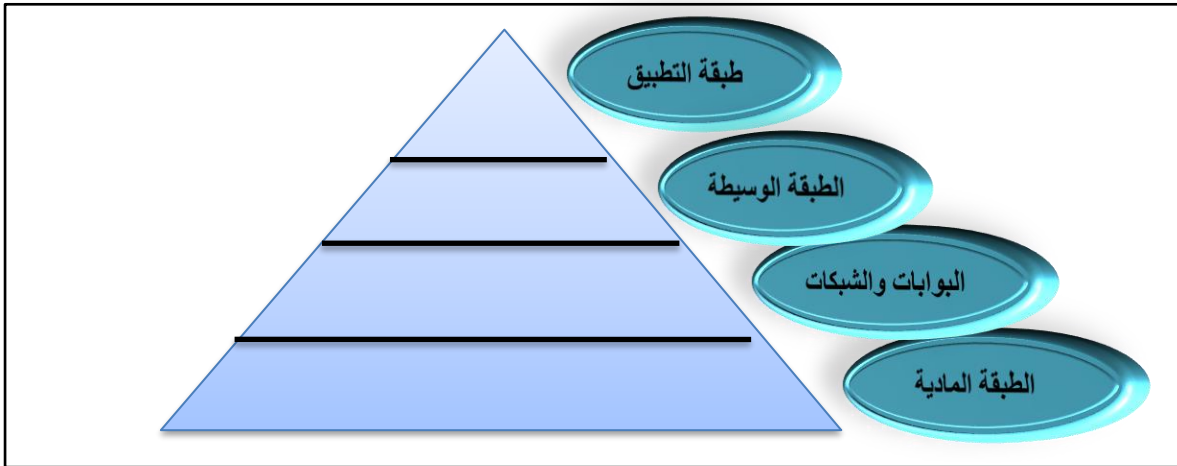 طبقة التطبيق
الطبقة الوسيطة
البوابات والشبكات
الطبقة المادية